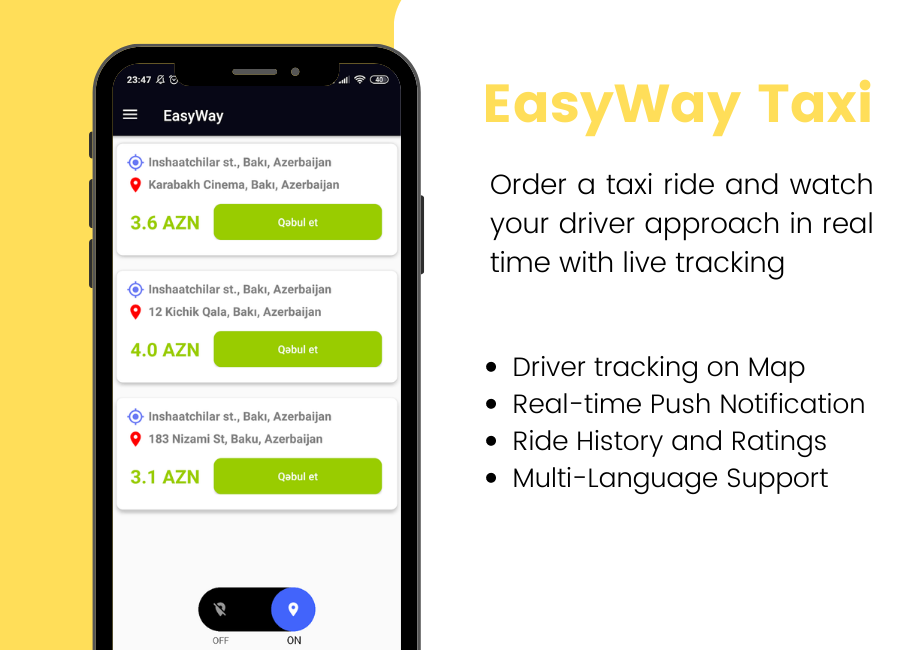 23:47
40
EasyWay
Inshaatchilar st., Bakı, Azerbaijan
Karabakh Cinema, Bakı, Azerbaijan
3.6 AZN
Qəbul et
Inshaatchilar st., Bakı, Azerbaijan
12 Kichik Qala, Bakı, Azerbaijan
4.0 AZN
Qəbul et
Inshaatchilar st., Bakı, Azerbaijan
183 Nizami St, Baku, Azerbaijan
3.1 AZN
Qəbul et
OFF
ON
EasyWay Taxi
Order a taxi ride and watch
your driver approach in real
time with live tracking
• Driver tracking on Map
• Real-time Push Notification
• Ride History and Ratings
• Multi-Language Support